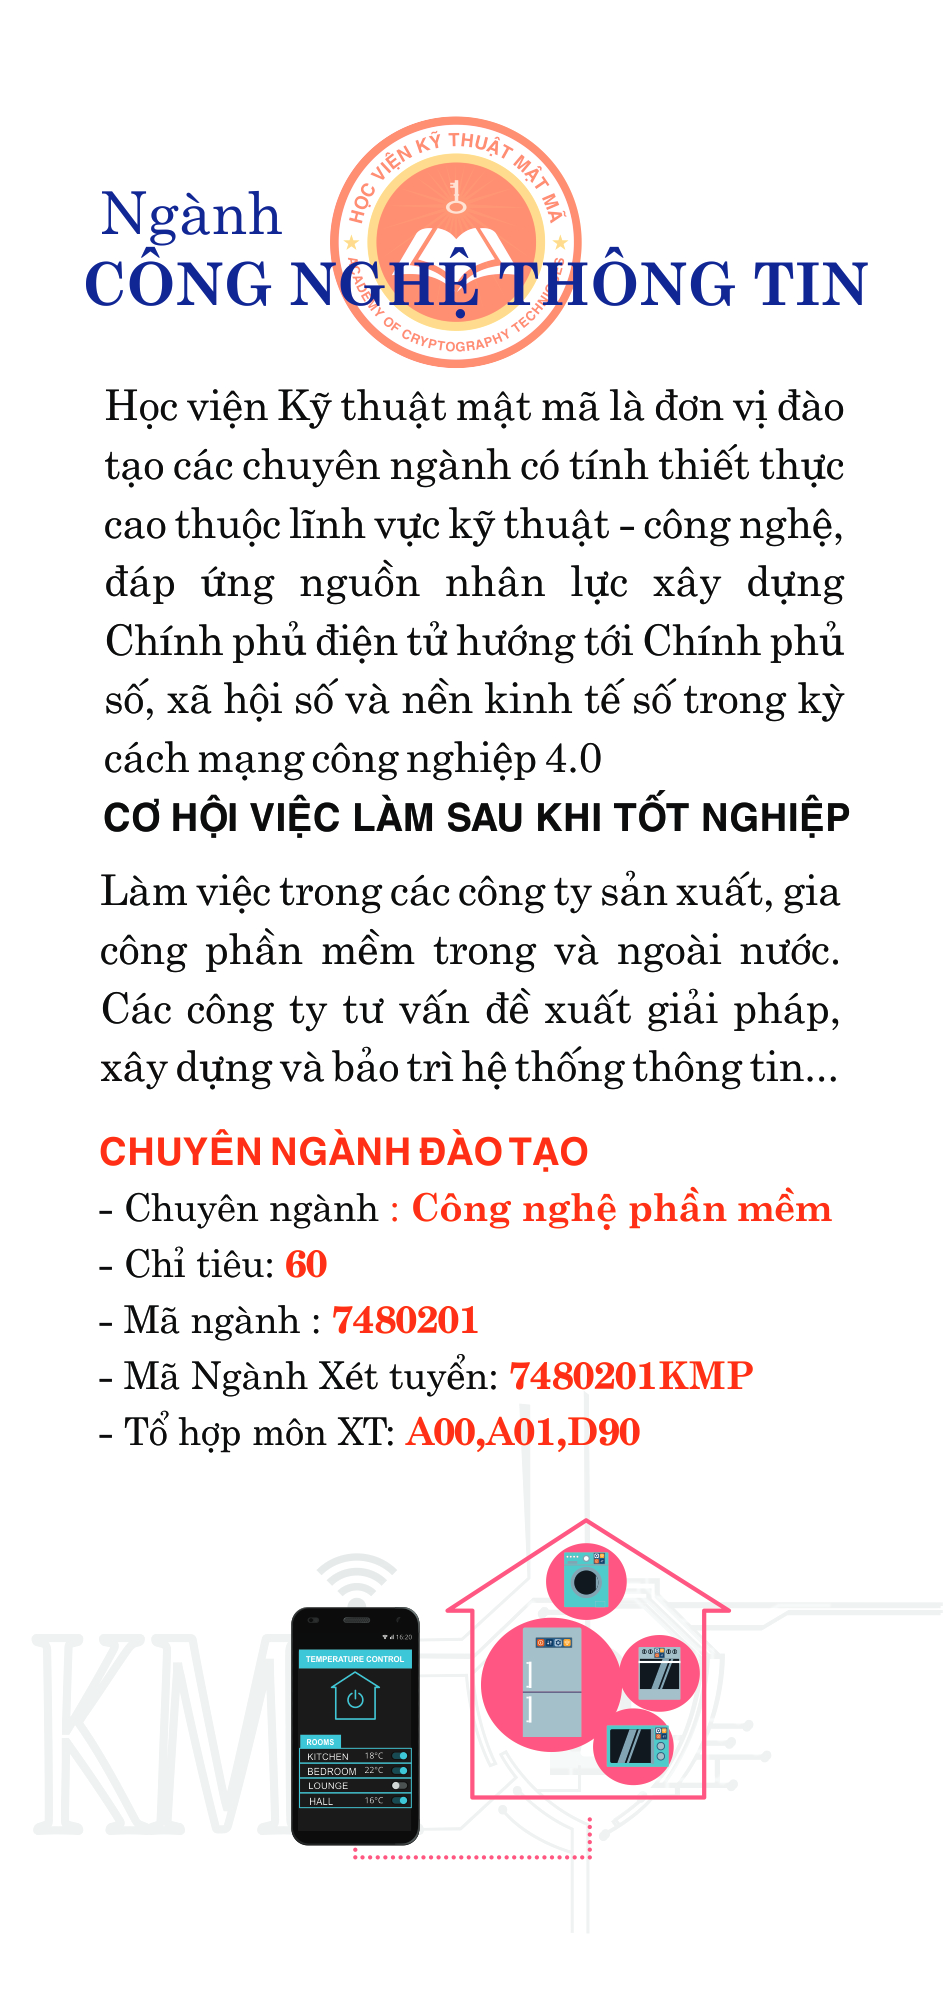 HỌC VIỆN KỸ THUẬT MẬT MÃ
ACADEMY OF CRYPTOGRAPHY TECHNIQUES
Ngành
CÔNG NGHỆ THÔNG TIN
Học viện Kỹ thuật mật mã là đơn vị đào
tạo các chuyên ngành có tính thiết thực
cao thuộc lĩnh vực kỹ thuật - công nghệ,
đáp ứng nguồn nhân lực xây dựng
Chính phủ điện tử hướng tới Chính phủ
số, xã hội số và nền kinh tế số trong kỳ
cách mạng công nghiệp 4.0
CƠ HỘI VIỆC LÀM SAU KHI TỐT NGHIỆP
Làm việc trong các công ty sản xuất, gia
công phần mềm trong và ngoài nước.
Các công ty tư vấn đề xuất giải pháp,
xây dựng và bảo trì hệ thống thông tin...
CHUYÊN NGÀNH ĐÀO TẠO
- Chuyên ngành : Công nghệ phần mềm
- Chỉ tiêu: 60
- Mã ngành : 7480201
- Mã Ngành Xét tuyển: 7480201KMP
- Tổ hợp môn XT: A00,A01,D90
KM
16:20
TEMPERATURE CONTROL
ROOMS
KITCHEN 18°C
BEDROOM 22°C
LOUNGE
HALL 16°C